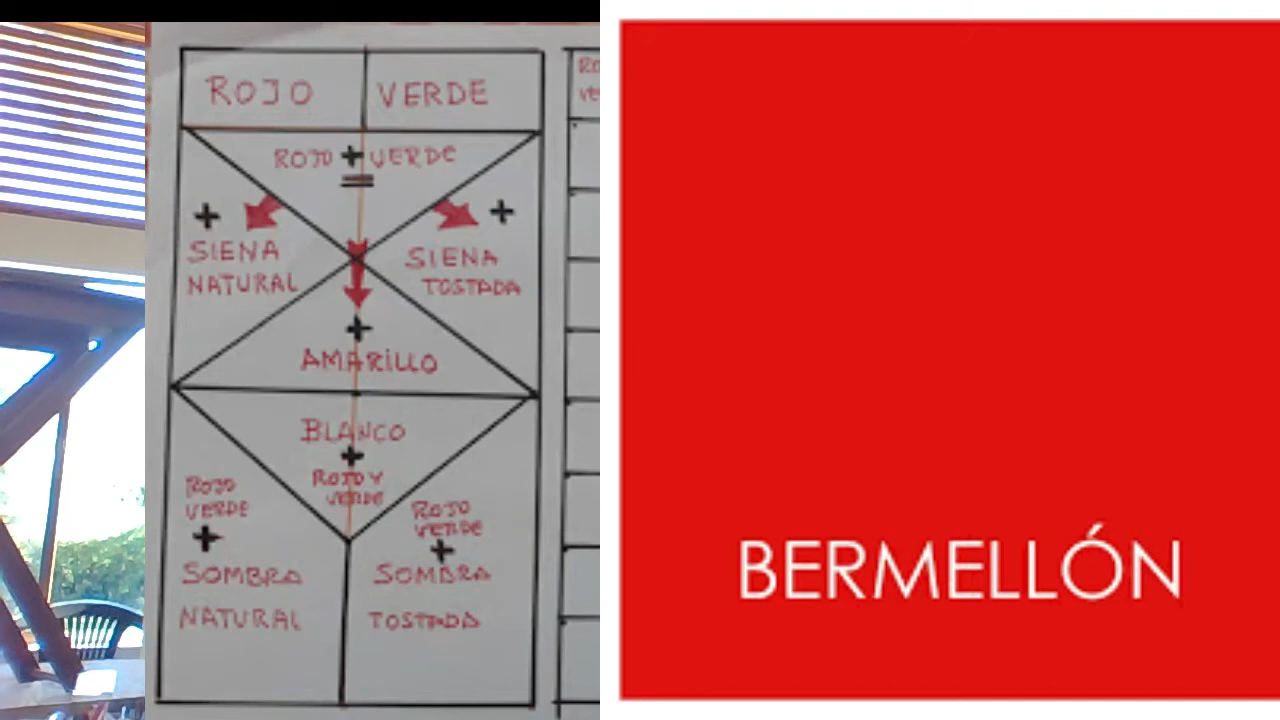 ROJO VERDE
ROJO + VERDE
=
+
+
SIENA
NATURAL
SIENA
TOSTADA
+
AMARILLO
BLANCO
+
ROJO Y
VERDE
ROJO
VERDE
+
SOMBRA
NATURAL
ROJO
VERDE
+
SOMBRA
TOSTADA
BERMELLÓN